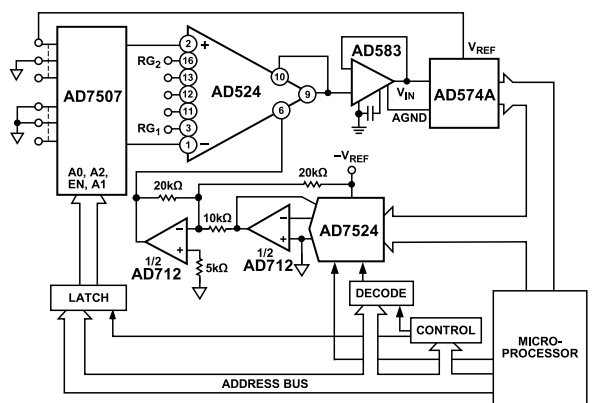 VREF
AD583
2
+
RG2
16
13
12
11
RG1
3
1
−
AD524
10
9
6
AD7507
VIN
AGND
AD574A
A0, A2,
EN, A1
20kΩ
20kΩ
−VREF
10kΩ
−
+
1/2
AD712
5kΩ
−
+
1/2
AD712
AD7524
LATCH
DECODE
CONTROL
MICRO-
PROCESSOR
ADDRESS BUS